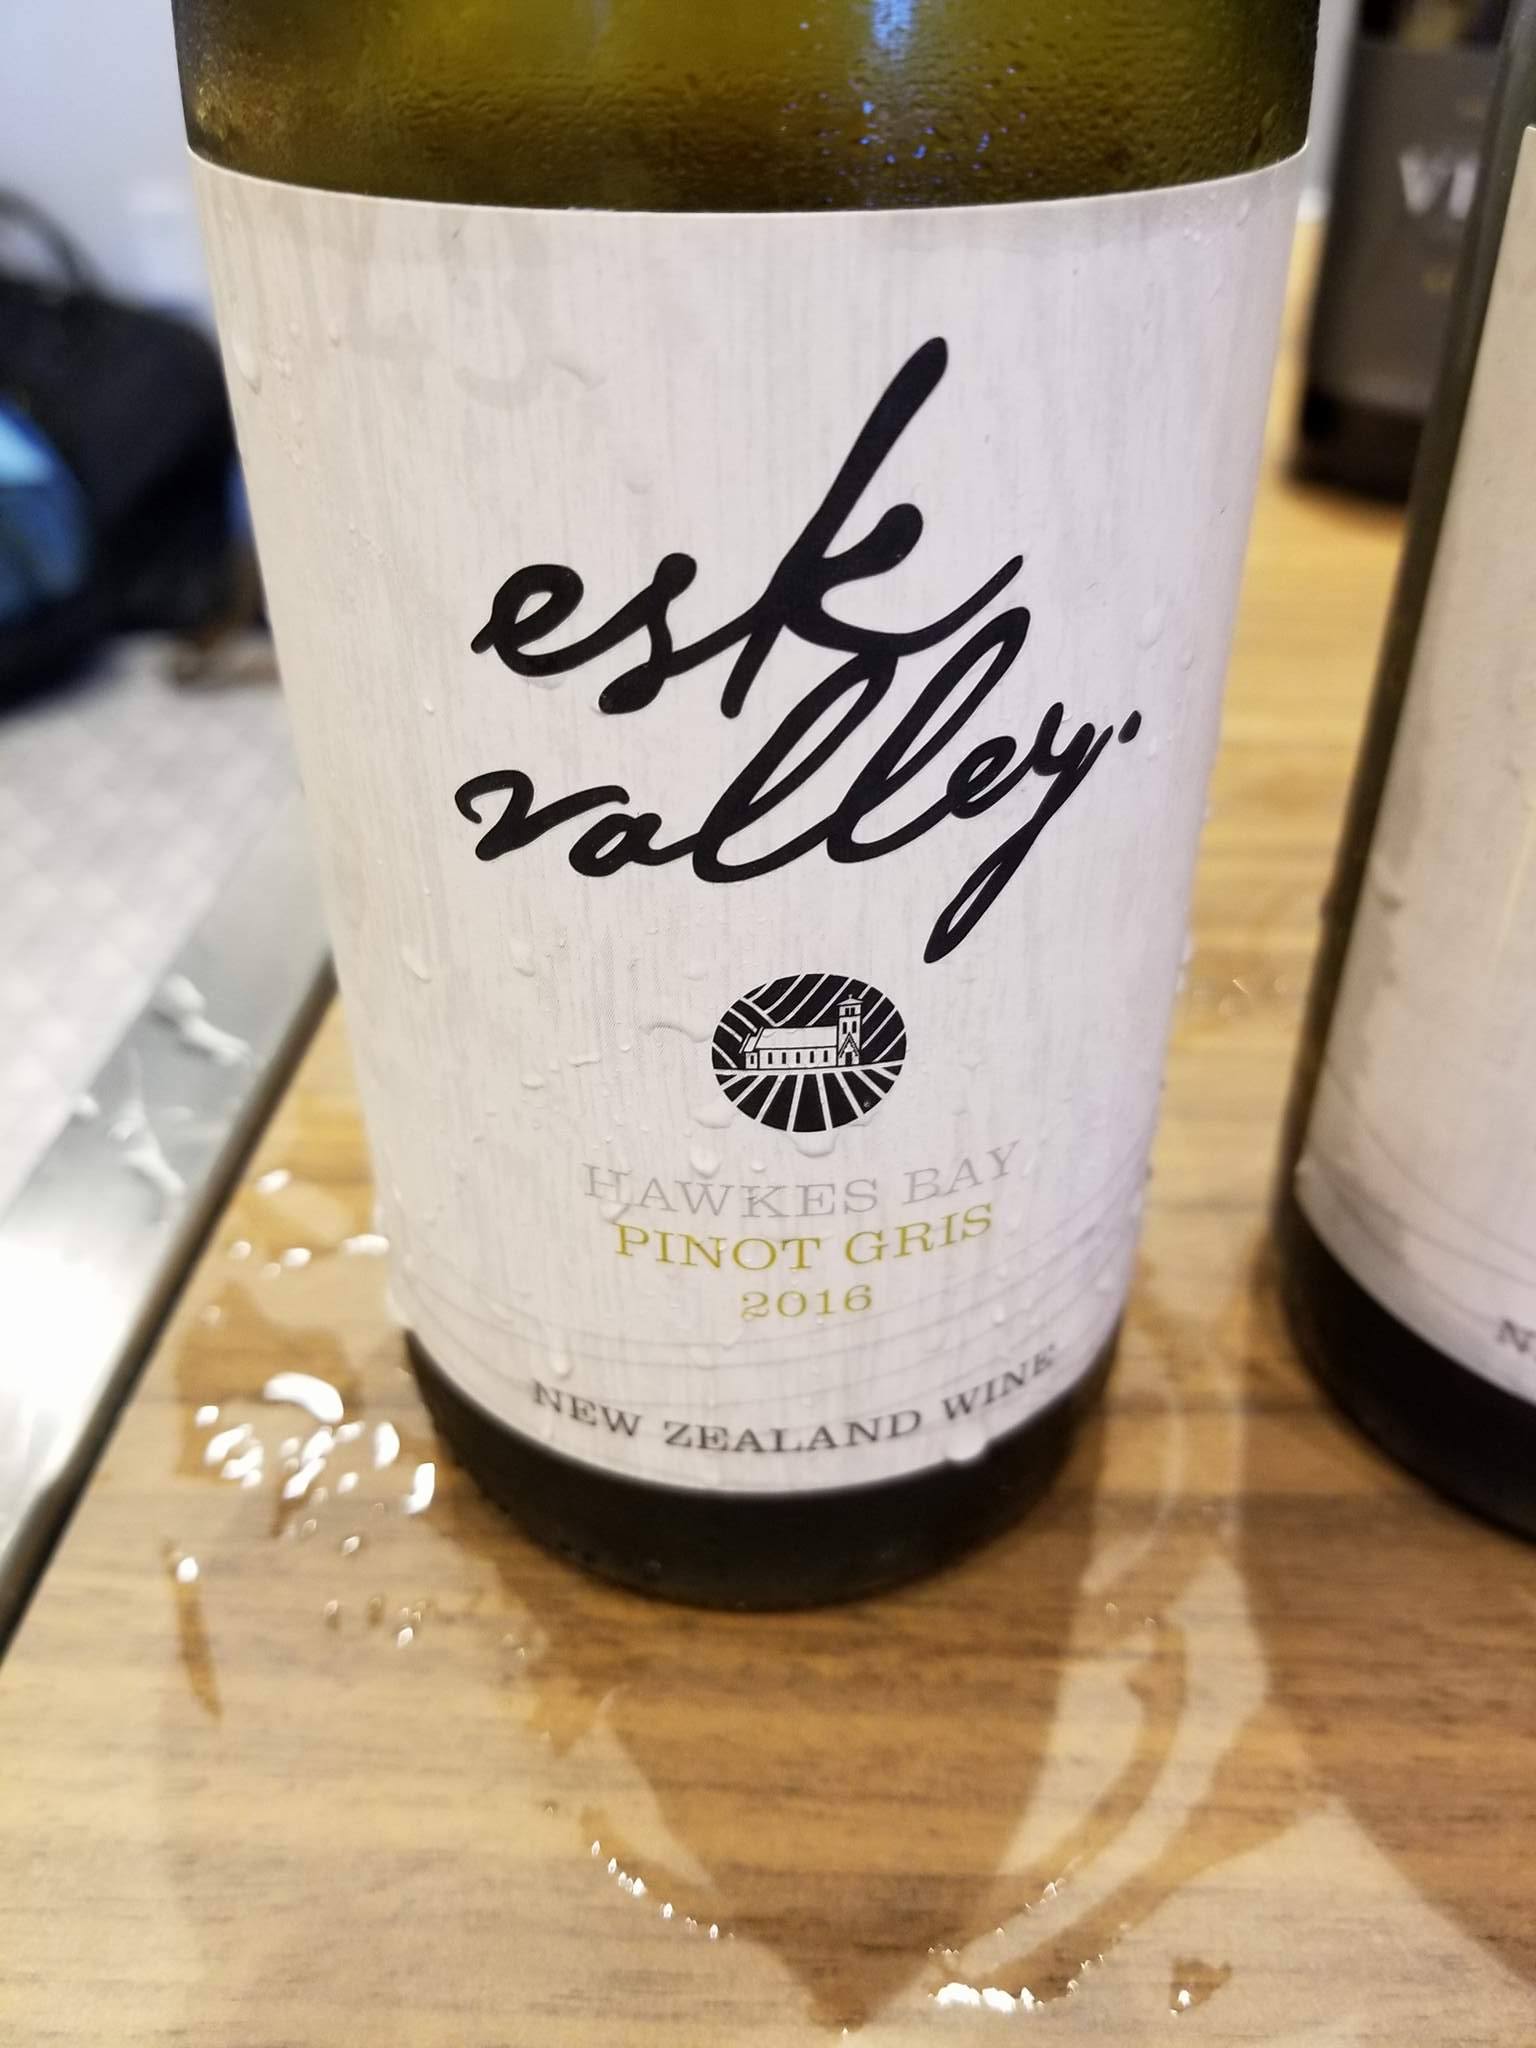 esk
valley.
HAWKES BAY
PINOT GRIS
2016
NEW ZEALAND WINE